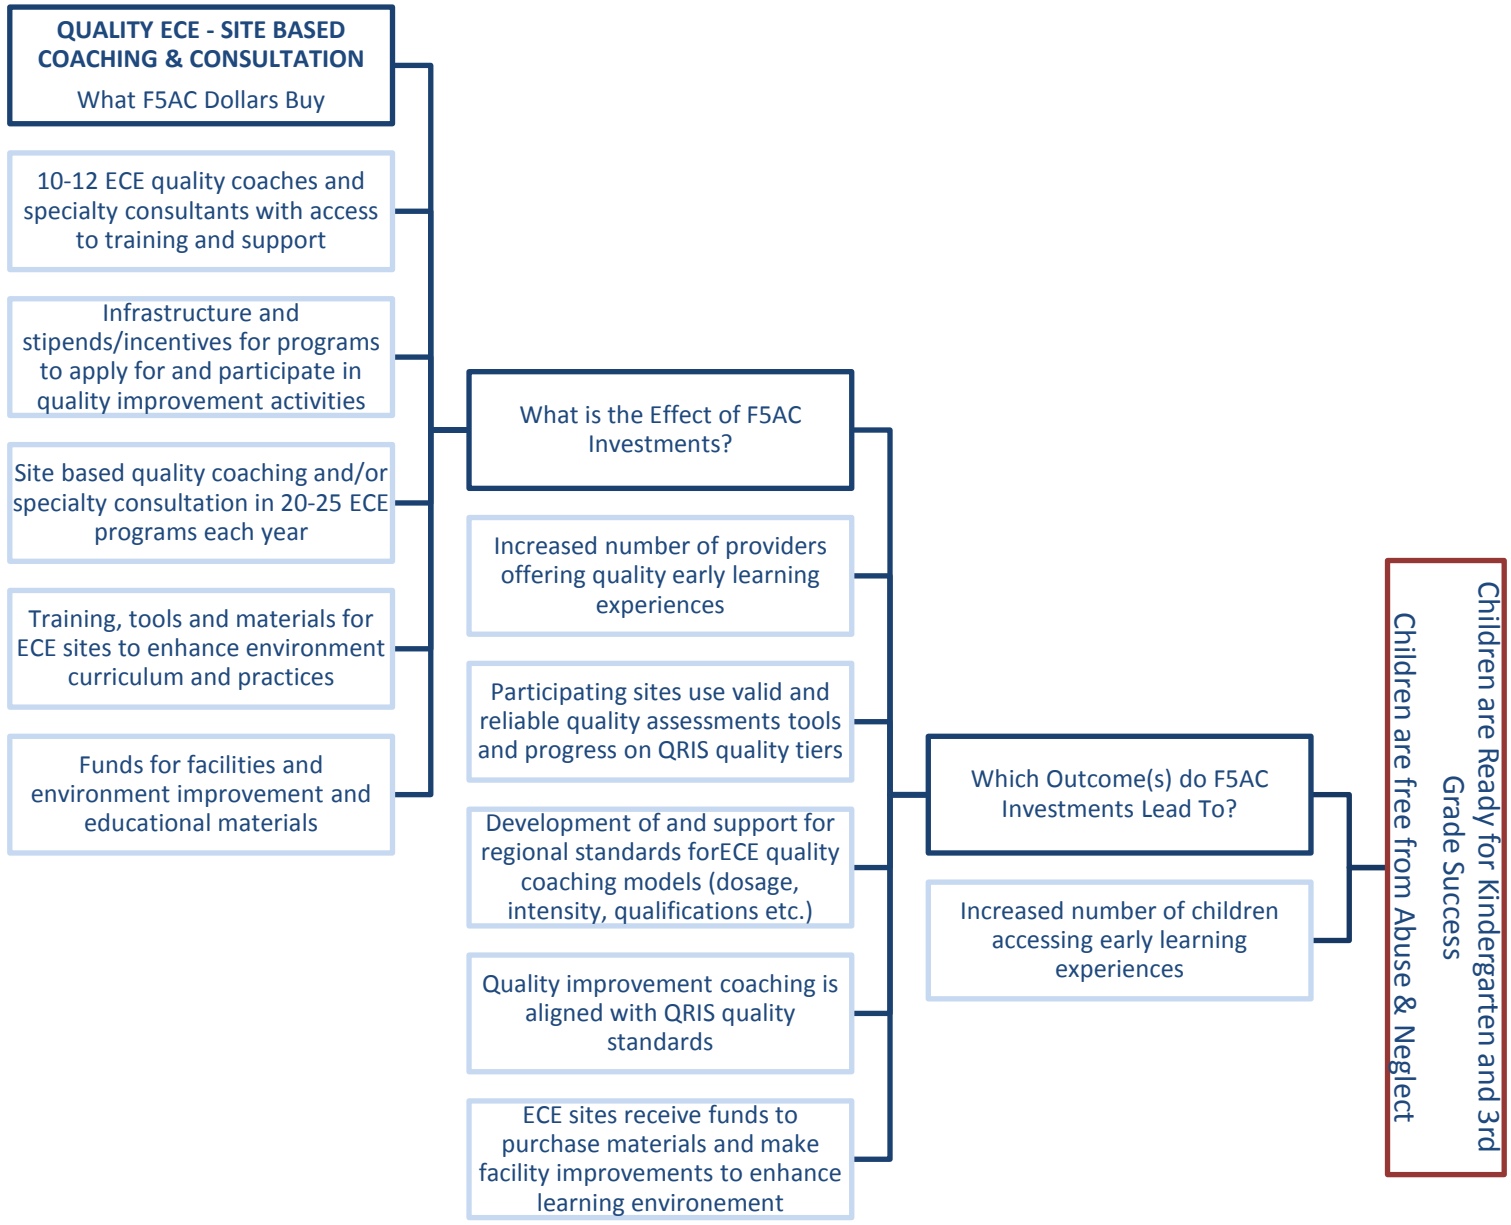 QUALITY ECE - SITE BASED
COACHING & CONSULTATION
What F5AC Dollars Buy
10-12 ECE quality coaches and
specialty consultants with access
to training and support
Infrastructure and
stipends/incentives for programs
to apply for and participate in
quality improvement activities
Site based quality coaching and/or
specialty consultation in 20-25 ECE
programs each year
Training, tools and materials for
ECE sites to enhance environment
curriculum and practices
Funds for facilities and
environment improvement and
educational materials
What is the Effect of F5AC
Investments?
Increased number of providers
offering quality early learning
experiences
Participating sites use valid and
reliable quality assessments tools
and progress on QRIS quality tiers
Development of and support for
regional standards forECE quality
coaching models (dosage,
intensity, qualifications etc.)
Quality improvement coaching is
aligned with QRIS quality
standards
ECE sites receive funds to
purchase materials and make
facility improvements to enhance
learning environement
Which Outcome(s) do F5AC
Investments Lead To?
Increased number of children
accessing early learning
experiences
Children are Ready for Kindergarten and 3rd
Grade Success
Children are free from Abuse & Neglect